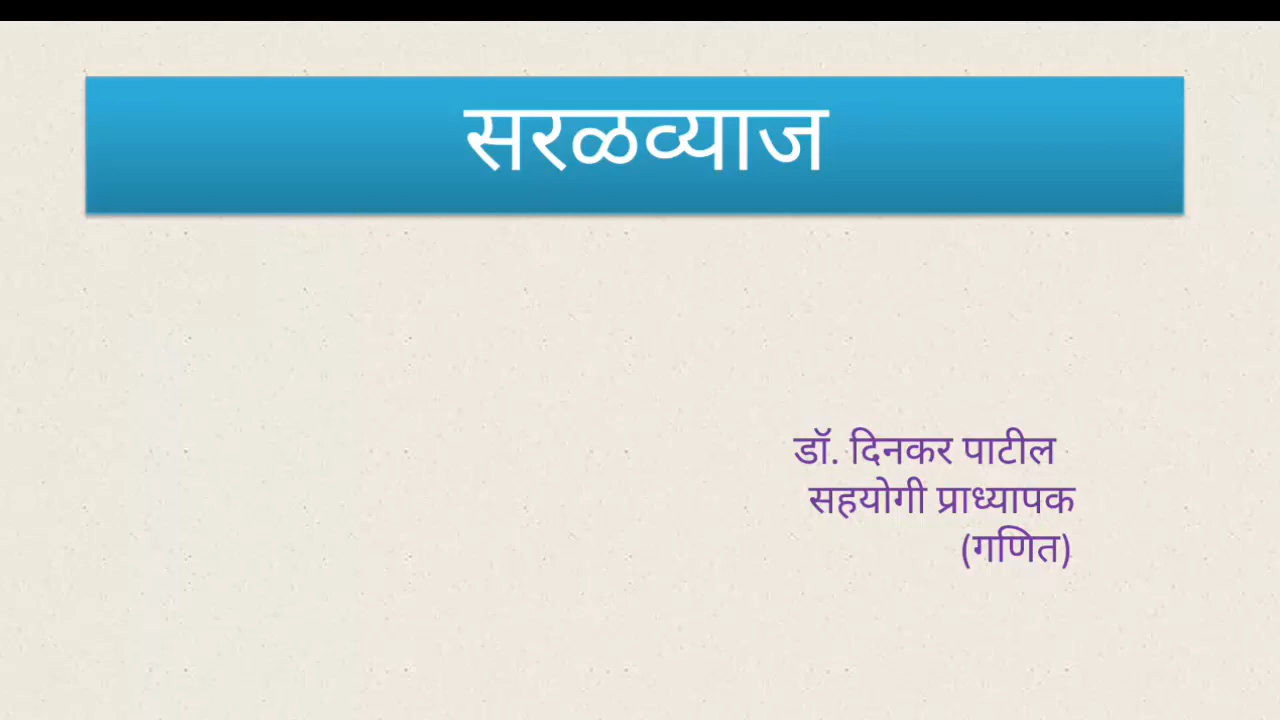 सरळव्याज
डॉ. दिनकर पाटील
सहयोगी प्राध्यापक
(गणित)